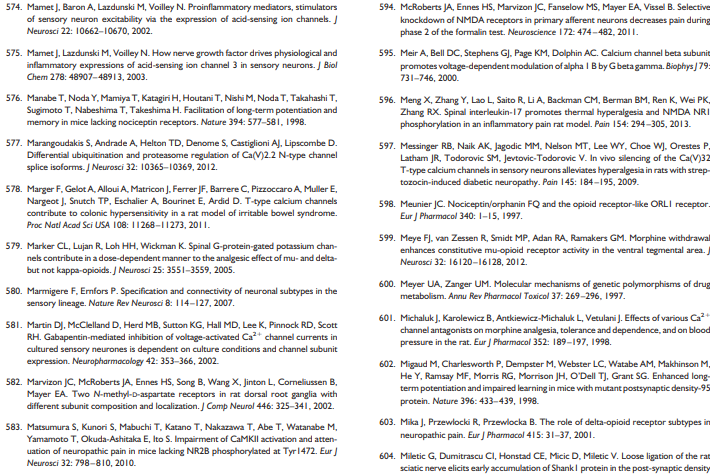 574. Mamet J, Baron A, Lazdunski M, Voilley N. Proinflammatory mediators, stimulators
of sensory neuron excitability via the expression of acid-sensing ion channels. J
Neurosci 22: 10662–10670, 2002.
575. Mamet J, Lazdunski M, Voilley N. How nerve growth factor drives physiological and
inflammatory expressions of acid-sensing ion channel 3 in sensory neurons. J Biol
Chem 278: 48907–48913, 2003.
576. Manabe T, Noda Y, Mamiya T, Katagiri H, Houtani T, Nishi M, Noda T, Takahashi T,
Sugimoto T, Nabeshima T, Takeshima H. Facilitation of long-term potentiation and
memory in mice lacking nociceptin receptors. Nature 394: 577–581, 1998.
577. Marangoudakis S, Andrade A, Helton TD, Denome S, Castiglioni AJ, Lipscombe D.
Differential ubiquitination and proteasome regulation of Ca(V)2.2 N-type channel
splice isoforms. J Neurosci 32: 10365–10369, 2012.
578. Marger F, Gelot A, Alloui A, Matricon J, Ferrer JF, Barrere C, Pizzoccaro A, Muller E,
Nargeot J, Snutch TP, Eschalier A, Bourinet E, Ardid D. T-type calcium channels
contribute to colonic hypersensitivity in a rat model of irritable bowel syndrome.
Proc Natl Acad Sci USA 108: 11268–11273, 2011.
579. Marker CL, Lujan R, Loh HH, Wickman K. Spinal G-protein-gated potassium chan-
nels contribute in a dose-dependent manner to the analgesic effect of mu- and delta-
but not kappa-opioids. J Neurosci 25: 3551–3559, 2005.
580. Marmigere F, Ernfors P. Specification and connectivity of neuronal subtypes in the
sensory lineage. Nature Rev Neurosci 8: 114–127, 2007.
581. Martin DJ, McClelland D, Herd MB, Sutton KG, Hall MD, Lee K, Pinnock RD, Scott
RH. Gabapentin-mediated inhibition of voltage-activated Ca2+ channel currents in
cultured sensory neurones is dependent on culture conditions and channel subunit
expression. Neuropharmacology 42: 353–366, 2002.
582. Marvizon JC, McRoberts JA, Ennes HS, Song B, Wang X, Jinton L, Corneliussen B,
Mayer EA. Two N-methyl-D-aspartate receptors in rat dorsal root ganglia with
different subunit composition and localization. J Comp Neurol 446: 325–341, 2002.
583. Matsumura S, Kunori S, Mabuchi T, Katano T, Nakazawa T, Abe T, Watanabe M,
Yamamoto T, Okuda-Ashitaka E, Ito S. Impairment of CaMKII activation and atten-
uation of neuropathic pain in mice lacking NR2B phosphorylated at Tyr1472. Eur J
Neurosci 32: 798–810, 2010.
594. McRoberts JA, Ennes HS, Marvizon JC, Fanselow MS, Mayer EA, Vissel B. Selective
knockdown of NMDA receptors in primary afferent neurons decreases pain during
phase 2 of the formalin test. Neuroscience 172: 474–482, 2011.
595. Meir A, Bell DC, Stephens GJ, Page KM, Dolphin AC. Calcium channel beta subunit
promotes voltage-dependent modulation of alpha 1 B by G beta gamma. Biophys J 79:
731–746, 2000.
596. Meng X, Zhang Y, Lao L, Saito R, Li A, Backman CM, Berman BM, Ren K, Wei PK,
Zhang RX. Spinal interleukin-17 promotes thermal hyperalgesia and NMDA NR1
phosphorylation in an inflammatory pain rat model. Pain 154: 294–305, 2013.
597. Messinger RB, Naik AK, Jagodic MM, Nelson MT, Lee WY, Choe WJ, Orestes P,
Latham JR, Todorovic SM, Jevtovic-Todorovic V. In vivo silencing of the Ca(V)32
T-type calcium channels in sensory neurons alleviates hyperalgesia in rats with strep-
tozocin-induced diabetic neuropathy. Pain 145: 184–195, 2009.
598. Meunier JC. Nociceptin/orphanin FQ and the opioid receptor-like ORL1 receptor.
Eur J Pharmacol 340: 1–15, 1997.
599. Meye FJ, van Zessen R, Smidt MP, Adan RA, Ramakers GM. Morphine withdrawal
enhances constitutive mu-opioid receptor activity in the ventral tegmental area. J
Neurosci 32: 16120–16128, 2012.
600. Meyer UA, Zanger UM. Molecular mechanisms of genetic polymorphisms of drug
metabolism. Annu Rev Pharmacol Toxicol 37: 269–296, 1997.
601. Michaluk J, Karolewicz B, Antkiewicz-Michaluk L, Vetulani J. Effects of various Ca2+
channel antagonists on morphine analgesia, tolerance and dependence, and on blood
pressure in the rat. Eur J Pharmacol 352: 189–197, 1998.
602. Migaud M, Charlesworth P, Dempster M, Webster LC, Watabe AM, Makhinson M,
He Y, Ramsay MF, Morris RG, Morrison JH, O'Dell TJ, Grant SG. Enhanced long-
term potentiation and impaired learning in mice with mutant postsynaptic density-95
protein. Nature 396: 433–439, 1998.
603. Mika J, Przewlocki R, Przewlocka B. The role of delta-opioid receptor subtypes in
neuropathic pain. Eur J Pharmacol 415: 31–37, 2001.
604. Miletic G, Dumitrascu CI, Honstad CE, Micic D, Miletic V. Loose ligation of the rat
sciatic nerve elicits early accumulation of Shank1 protein in the post-synaptic density